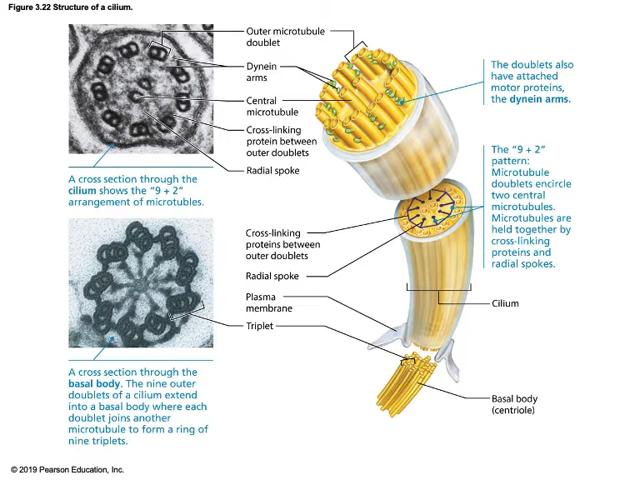 Figure 3.22 Structure of a cilium.
Outer microtubule
doublet
Dynein
arms
Central
microtubule
Cross-linking
protein between
outer doublets
Radial spoke
The doublets also
have attached
motor proteins,
the dynein arms.
A cross section through the
cilium shows the "9 + 2"
arrangement of microtubles.
The "9 + 2"
pattern:
Microtubule
doublets encircle
two central
microtubules.
Microtubules are
held together by
cross-linking
proteins and
radial spokes.
Cross-linking
proteins between
outer doublets
Radial spoke
Plasma
membrane
Triplet
Cilium
A cross section through the
basal body. The nine outer
doublets of a cilium extend
into a basal body where each
doublet joins another
microtubule to form a ring of
nine triplets.
Basal body
(centriole)
© 2019 Pearson Education, Inc.